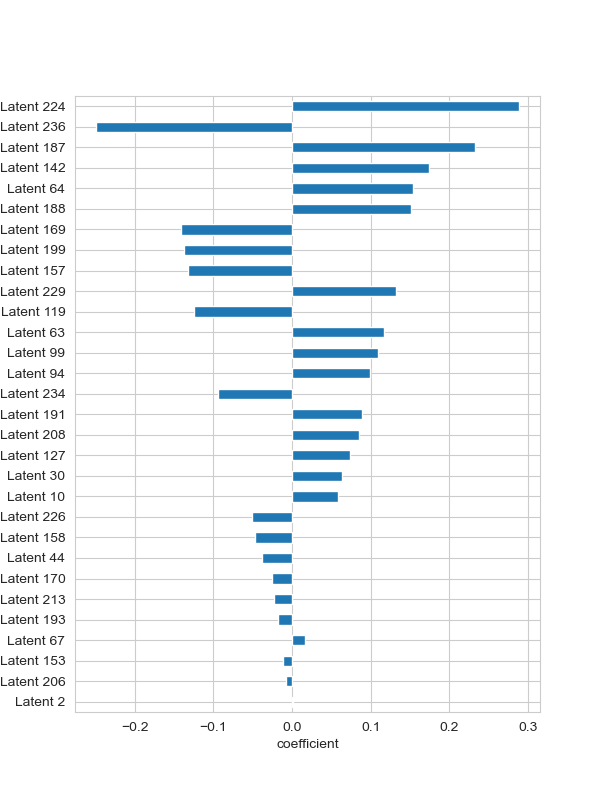 Latent 224
Latent 236
Latent 187
Latent 142
Latent 64
Latent 188
Latent 169
Latent 199
Latent 157
Latent 229
Latent 119
Latent 63
Latent 99
Latent 94
Latent 234
Latent 191
Latent 208
Latent 127
Latent 30
Latent 10
Latent 226
Latent 158
Latent 44
Latent 170
Latent 213
Latent 193
Latent 67
Latent 153
Latent 206
Latent 2
−0.2 −0.1 0.0 0.1 0.2 0.3
coefficient